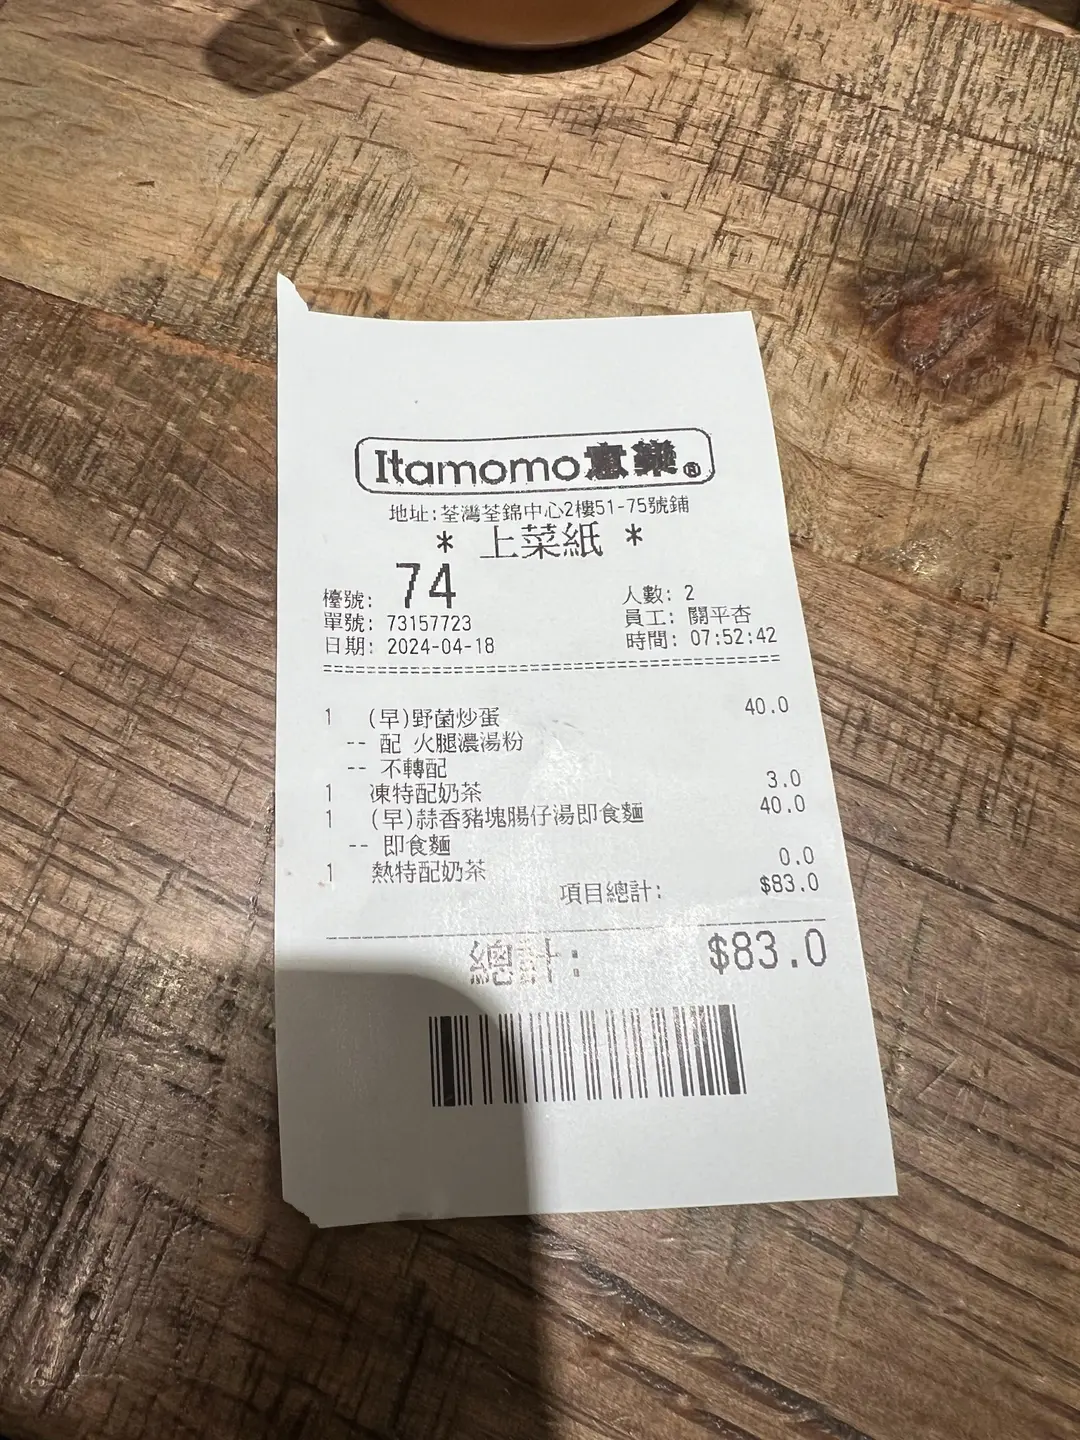 Itamomo意樂®
地址:荃灣荃錦中心2樓51-75號鋪
* 上菜紙 *
檯號: 74 人數: 2
單號: 73157723 員工: 關平杏
日期: 2024-04-18 時間: 07:52:42
1 (早)野菌炒蛋 40.0
-- 配 火腿濃湯粉
-- 不轉配
1 凍特配奶茶 3.0
1 (早)蒜香豬塊腸仔湯即食麵 40.0
-- 即食麵
1 熱特配奶茶 0.0
項目總計: $83.0
總計: $83.0